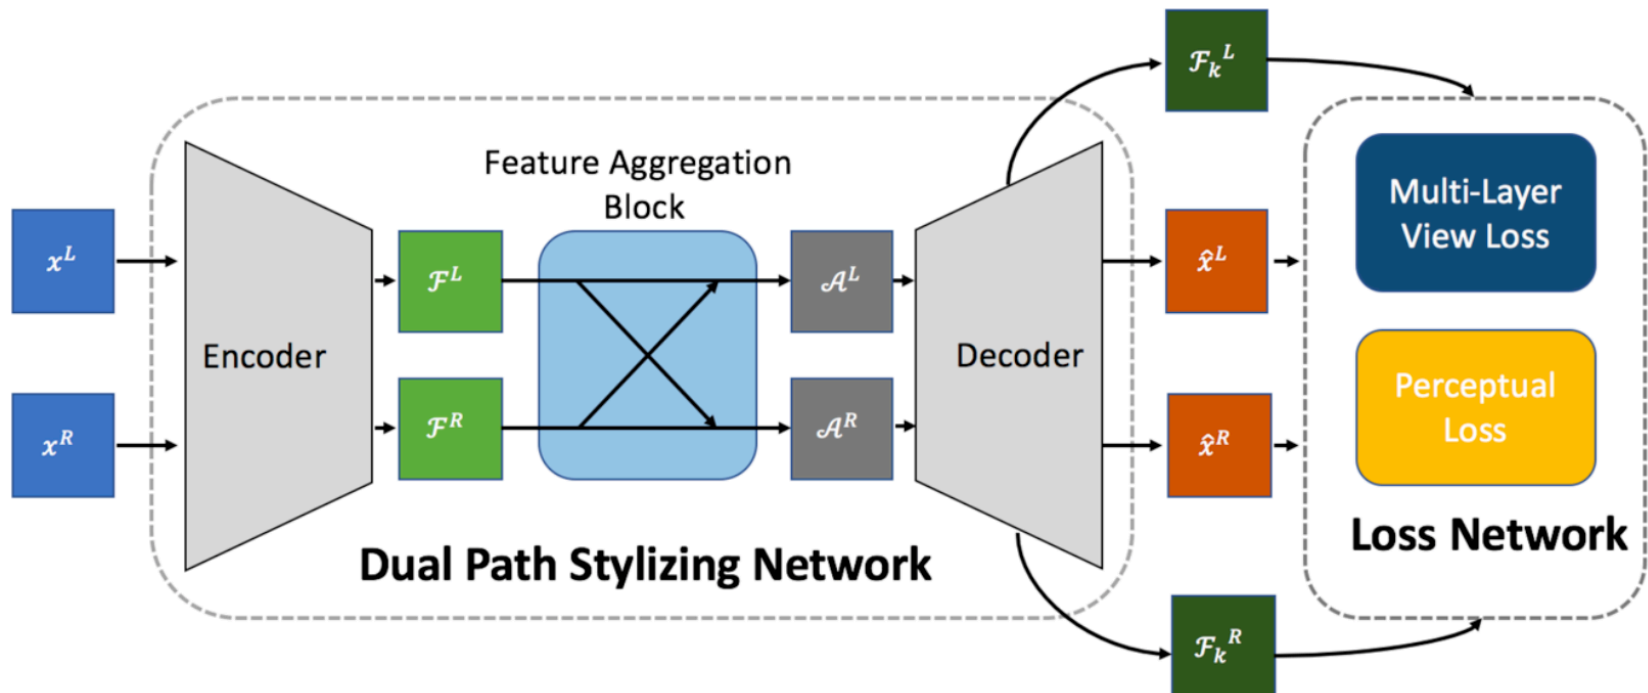 Feature Aggregation
Block
x^L
x^R
Encoder
ℱ^L
ℱ^R
𝒜^L
𝒜^R
Decoder
Dual Path Stylizing Network
ℱ_k^L
x̂^L
x̂^R
ℱ_k^R
Multi-Layer
View Loss
Perceptual
Loss
Loss Network